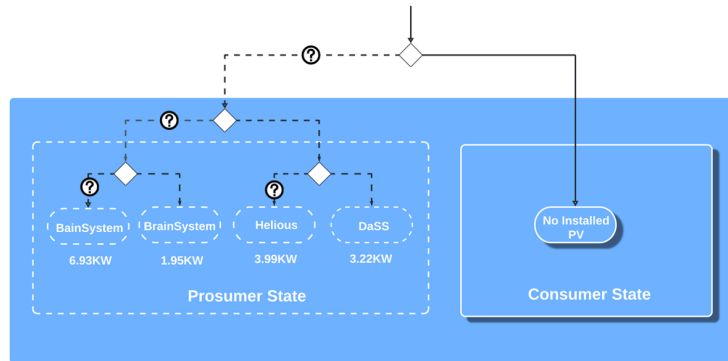 ?
?
?
?
BainSystem
BrainSystem
Helious
DaSS
No Installed
PV
6.93KW
1.95KW
3.99KW
3.22KW
Prosumer State
Consumer State